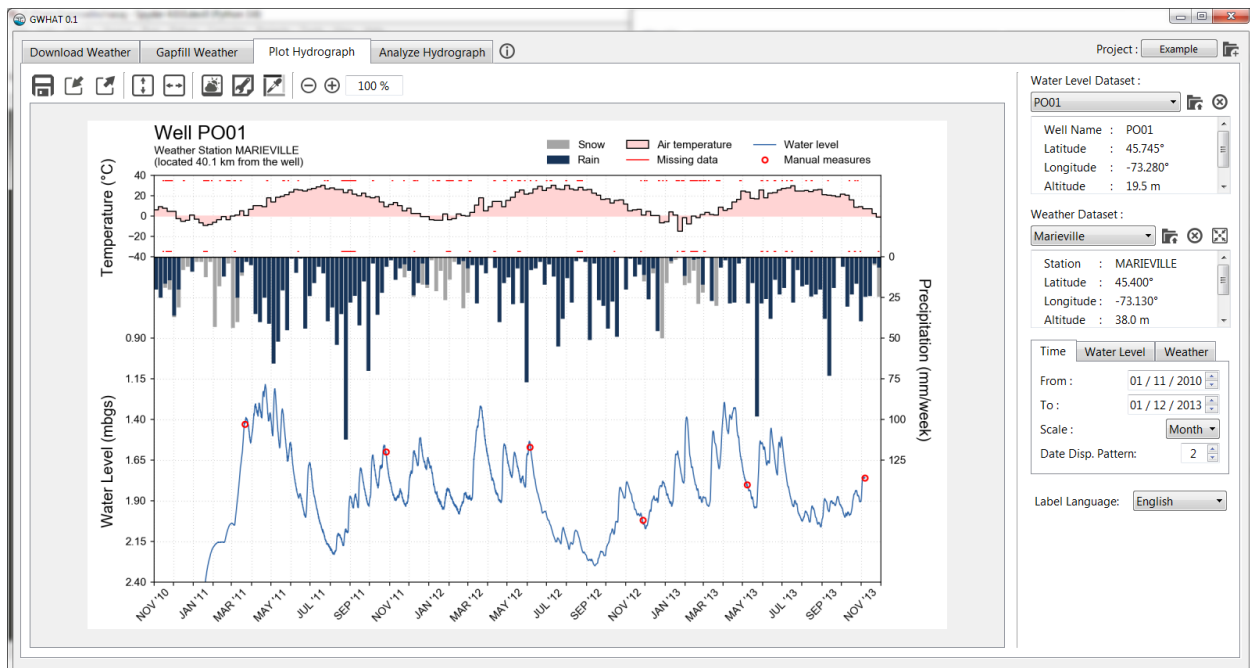 GWHAT 0.1
Download Weather
Gapfill Weather
Plot Hydrograph
Analyze Hydrograph
Project :
Example
100 %
Well PO01
Weather Station MARIEVILLE
(located 40.1 km from the well)
Snow
Rain
Air temperature
Missing data
Water level
Manual measures
Temperature (°C)
40
20
0
−20
−40
Water Level (mbgs)
0.90
1.15
1.40
1.65
1.90
2.15
2.40
Precipitation (mm/week)
0
25
50
75
100
125
NOV '10
JAN '11
MAR '11
MAY '11
JUL '11
SEP '11
NOV '11
JAN '12
MAR '12
MAY '12
JUL '12
SEP '12
NOV '12
JAN '13
MAR '13
MAY '13
JUL '13
SEP '13
NOV '13
Water Level Dataset :
PO01
Well Name : PO01
Latitude : 45.745°
Longitude : -73.280°
Altitude : 19.5 m
Weather Dataset :
Marieville
Station : MARIEVILLE
Latitude : 45.400°
Longitude : -73.130°
Altitude : 38.0 m
Time
Water Level
Weather
From : 01 / 11 / 2010
To : 01 / 12 / 2013
Scale : Month
Date Disp. Pattern: 2
Label Language: English